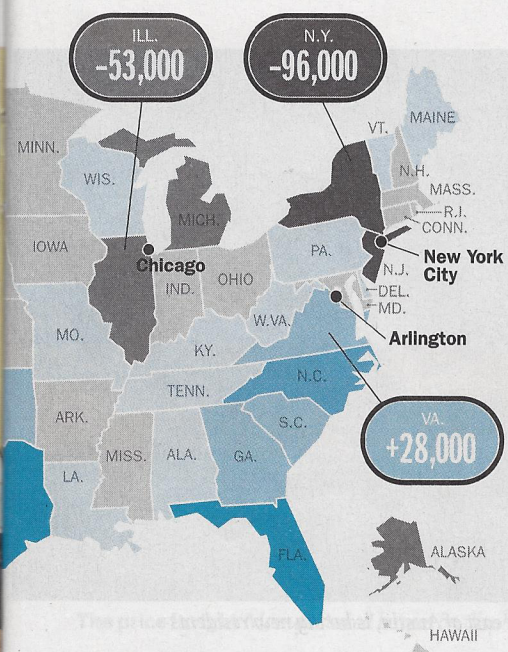 ILL.
-53,000
N.Y.
-96,000
MINN.
WIS.
MICH.
VT.
MAINE
N.H.
MASS.
R.I.
CONN.
IOWA
Chicago
IND.
OHIO
PA.
N.J.
New York
City
DEL.
MD.
Arlington
MO.
W.VA.
KY.
TENN.
N.C.
VA.
+28,000
ARK.
MISS.
ALA.
GA.
S.C.
LA.
FLA.
ALASKA
HAWAII